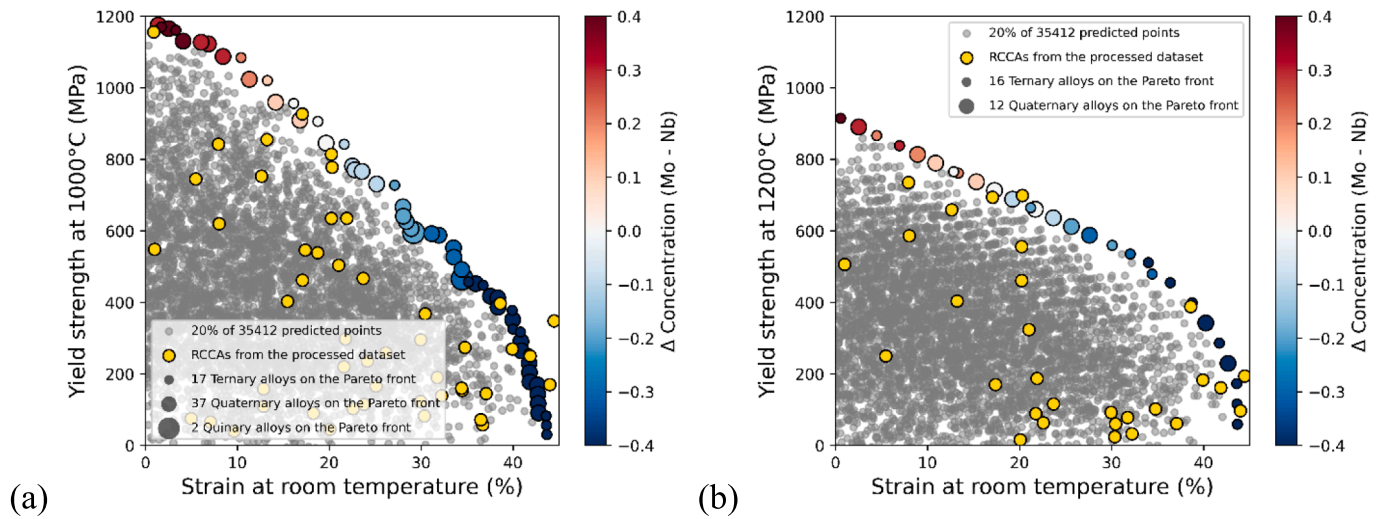 1200
1000
800
600
400
200
0
Yield strength at 1000°C (MPa)
0 10 20 30 40
Strain at room temperature (%)
20% of 35412 predicted points
RCCAs from the processed dataset
17 Ternary alloys on the Pareto front
37 Quaternary alloys on the Pareto front
2 Quinary alloys on the Pareto front
0.4
0.3
0.2
0.1
0.0
−0.1
−0.2
−0.3
−0.4
Δ Concentration (Mo - Nb)
(a)
1200
1000
800
600
400
200
0
Yield strength at 1200°C (MPa)
0 10 20 30 40
Strain at room temperature (%)
20% of 35412 predicted points
RCCAs from the processed dataset
16 Ternary alloys on the Pareto front
12 Quaternary alloys on the Pareto front
0.4
0.3
0.2
0.1
0.0
−0.1
−0.2
−0.3
−0.4
Δ Concentration (Mo - Nb)
(b)